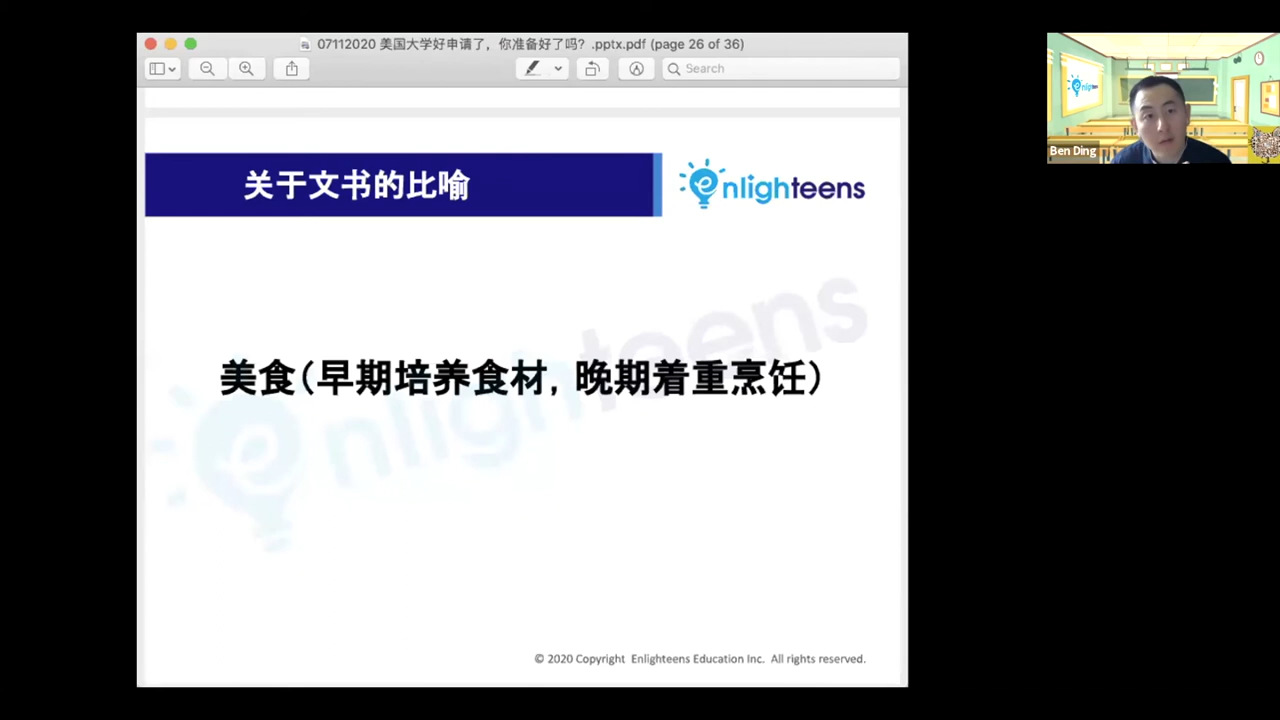 07112020 美国大学好申请了，你准备好了吗？.pptx.pdf (page 26 of 36)
Search
关于文书的比喻
enlighteens
美食（早期培养食材，晚期着重烹饪）
enlighteens
© 2020 Copyright Enlighteens Education Inc. All rights reserved.
Ben Ding